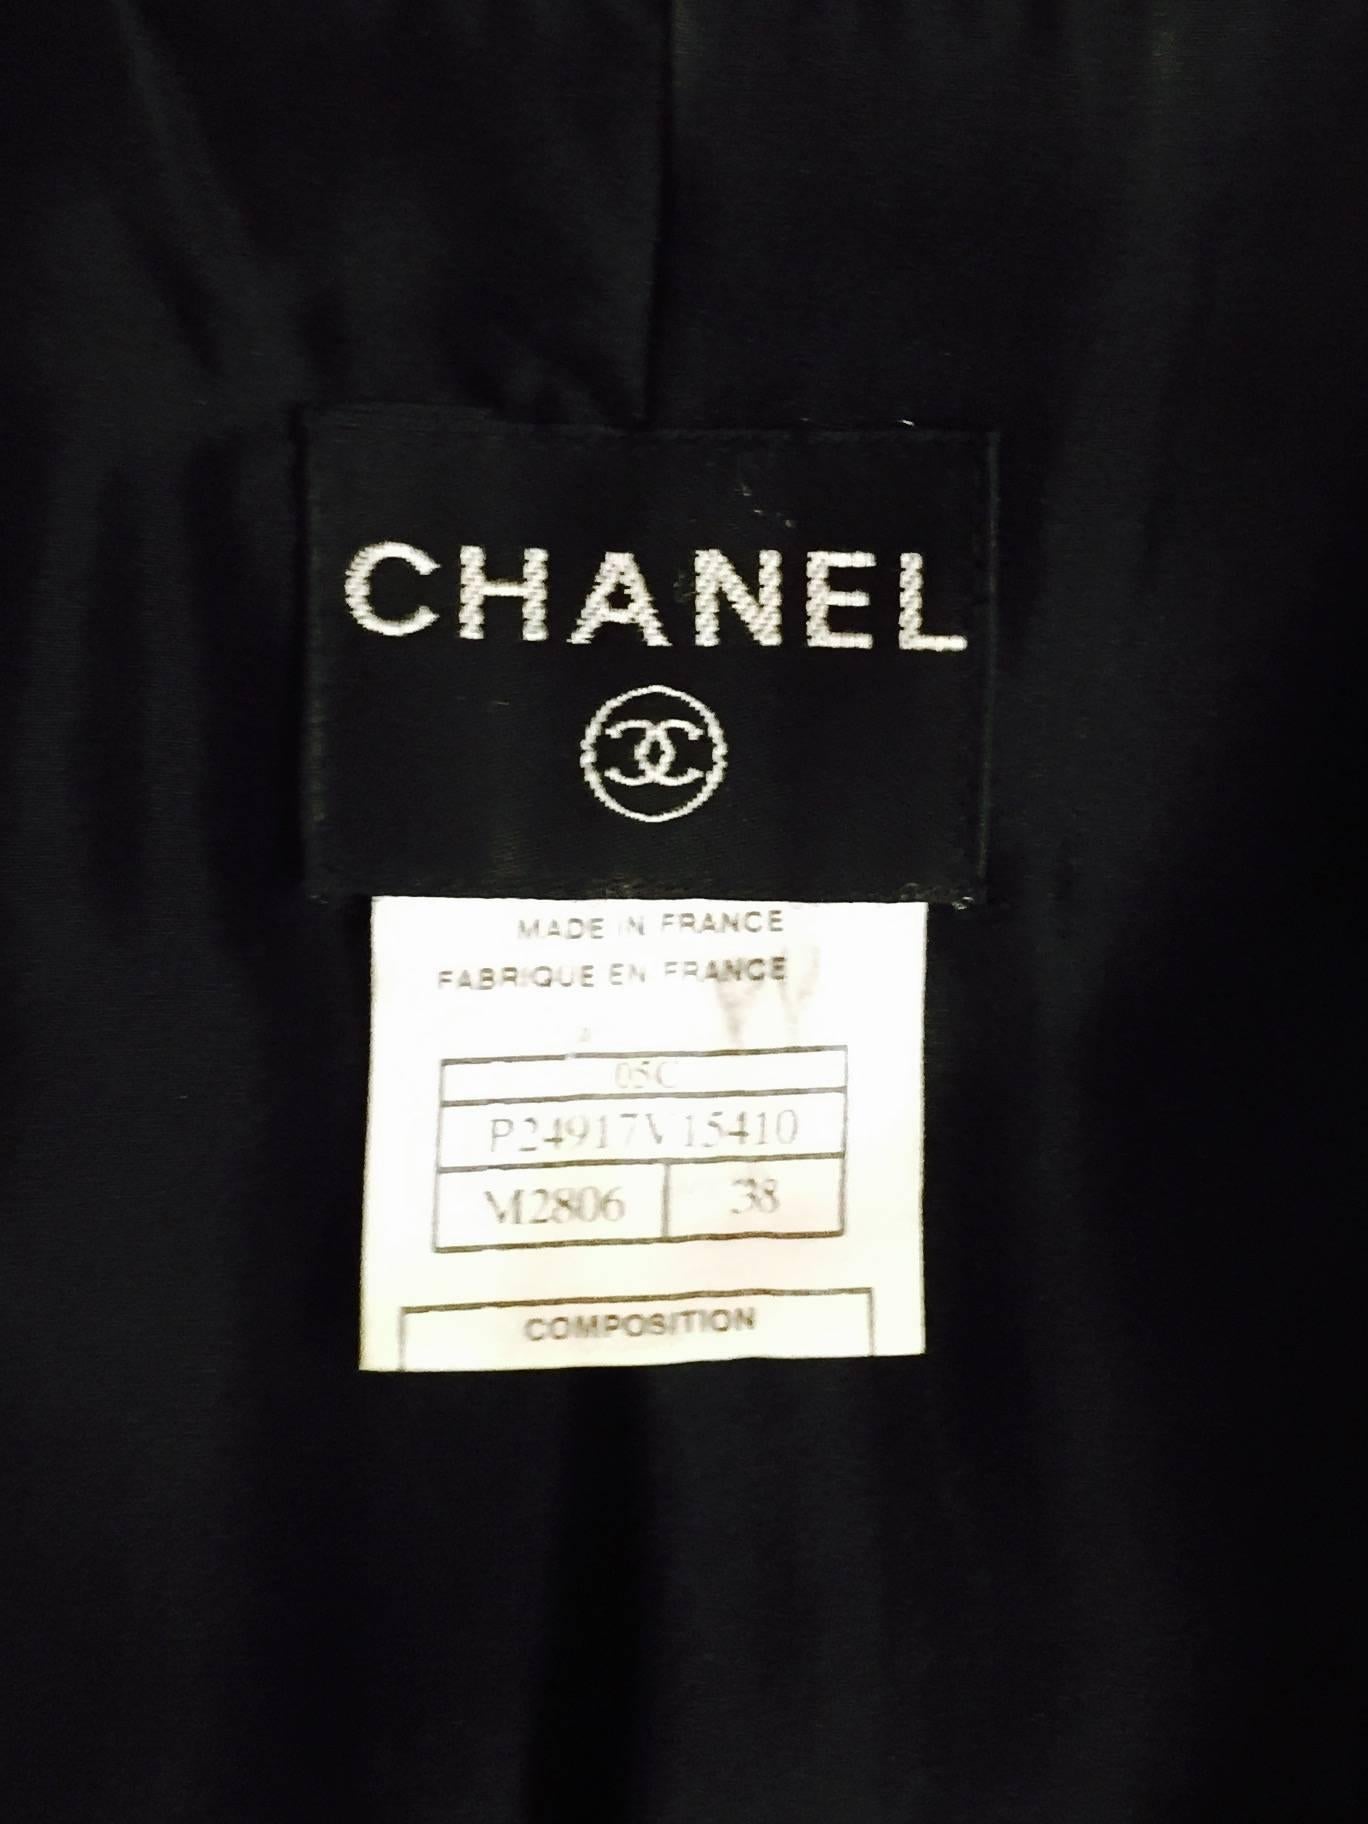 CHANEL
MADE IN FRANCE
FABRIQUE EN FRANCE
05C
P24917V15410
M2806 38
COMPOSITION